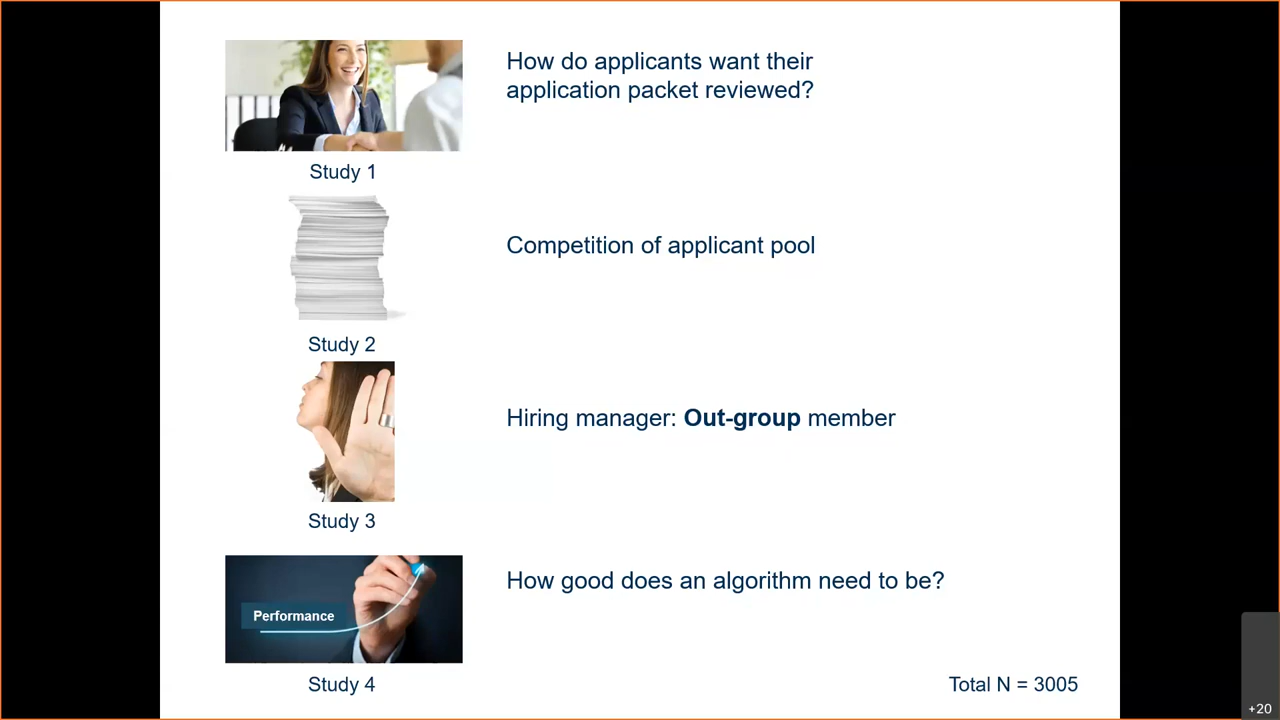 How do applicants want their
application packet reviewed?
Study 1
Competition of applicant pool
Study 2
Hiring manager: Out-group member
Study 3
How good does an algorithm need to be?
Performance
Study 4
Total N = 3005
+20